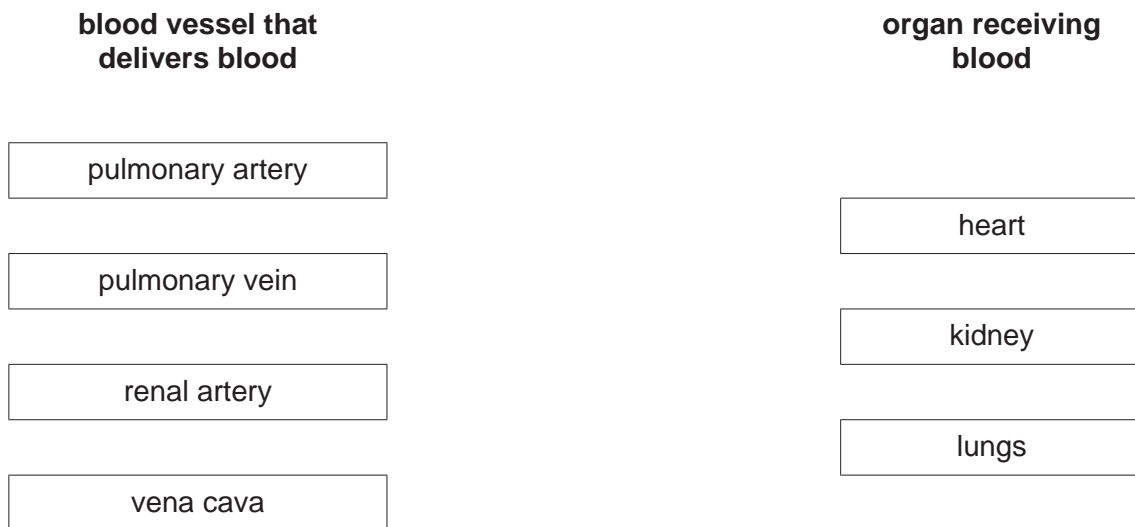 blood vessel that
delivers blood
pulmonary artery
pulmonary vein
renal artery
vena cava
organ receiving
blood
heart
kidney
lungs